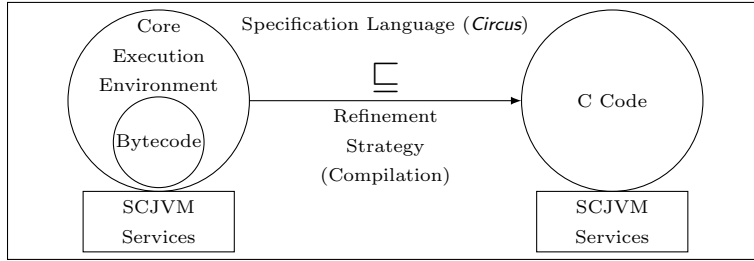 Specification Language (Circus)
Core
Execution
Environment
Bytecode
⊑
Refinement
Strategy
(Compilation)
C Code
SCJVM
Services
SCJVM
Services